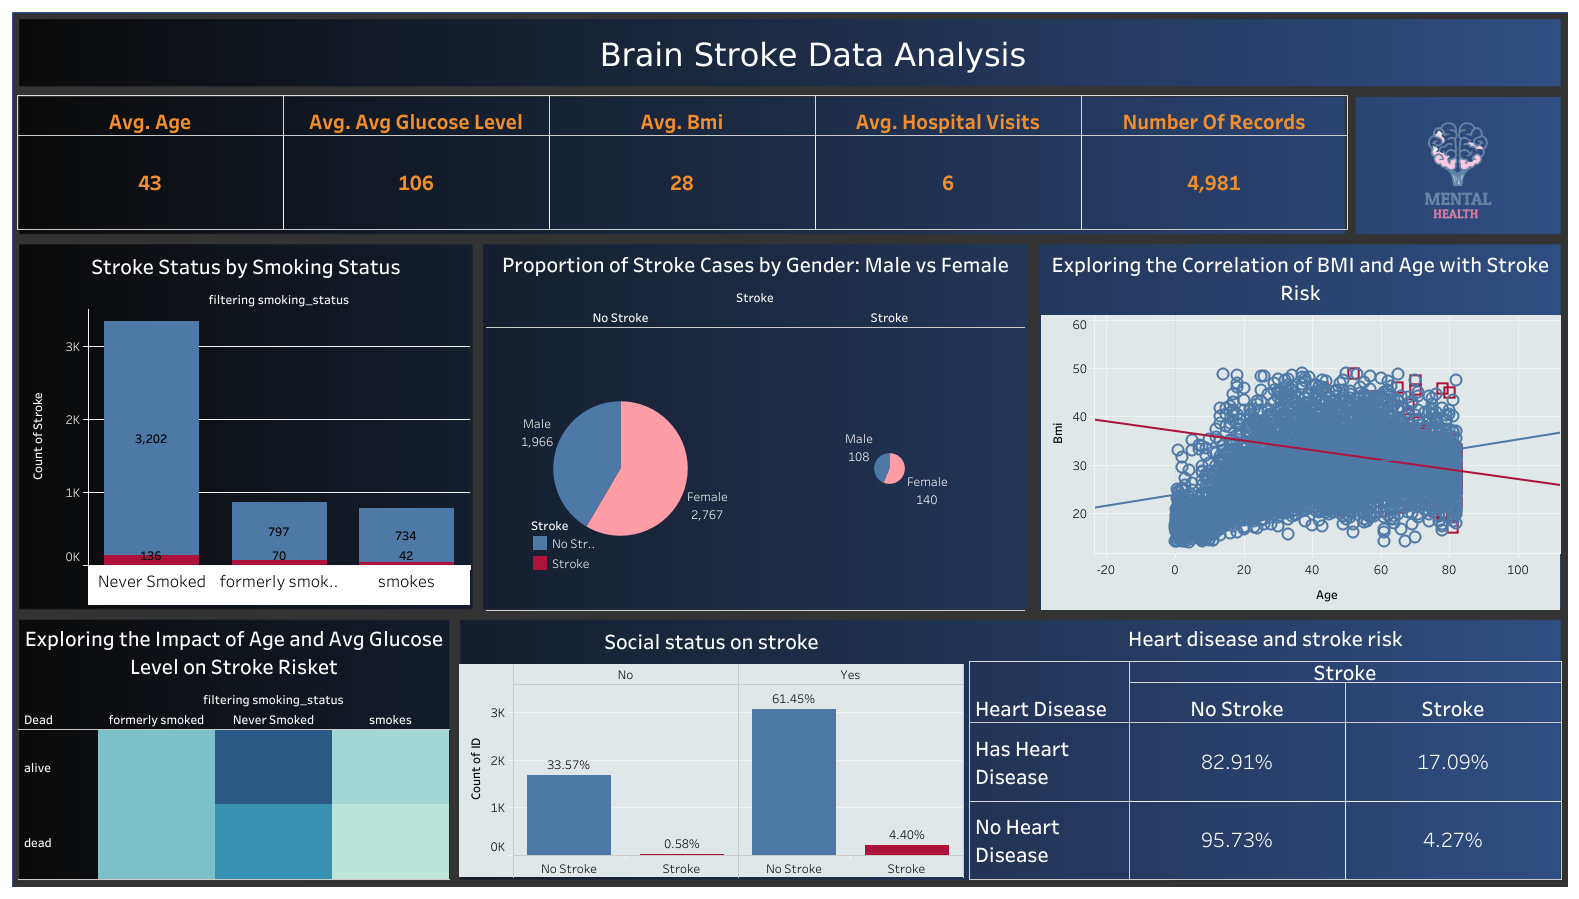 Brain Stroke Data Analysis
Avg. Age
Avg. Avg Glucose Level
Avg. Bmi
Avg. Hospital Visits
Number Of Records
43
106
28
6
4,981
MENTAL
HEALTH
Stroke Status by Smoking Status
filtering smoking_status
Count of Stroke
3K
2K
1K
0K
3,202
136
797
70
734
42
Never Smoked
formerly smok..
smokes
Proportion of Stroke Cases by Gender: Male vs Female
Stroke
No Stroke
Stroke
Male
1,966
Female
2,767
Male
108
Female
140
Stroke
No Str..
Stroke
Exploring the Correlation of BMI and Age with Stroke
Risk
Bmi
60
50
40
30
20
-20
0
20
40
60
80
100
Age
Exploring the Impact of Age and Avg Glucose
Level on Stroke Risket
filtering smoking_status
Dead
formerly smoked
Never Smoked
smokes
alive
dead
Social status on stroke
No
Yes
Count of ID
3K
2K
1K
0K
33.57%
0.58%
61.45%
4.40%
No Stroke
Stroke
No Stroke
Stroke
Heart disease and stroke risk
Stroke
Heart Disease
No Stroke
Stroke
Has Heart
Disease
82.91%
17.09%
No Heart
Disease
95.73%
4.27%